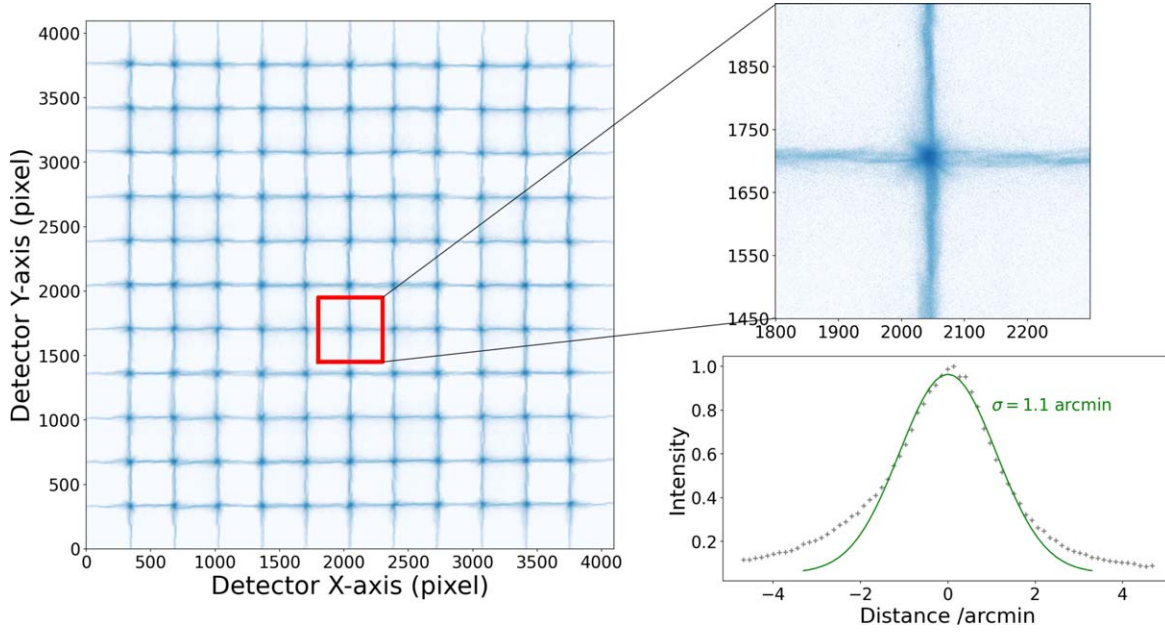 Detector Y-axis (pixel)
4000
3500
3000
2500
2000
1500
1000
500
0
0 500 1000 1500 2000 2500 3000 3500 4000
Detector X-axis (pixel)
1850
1750
1650
1550
1450
1800 1900 2000 2100 2200
Intensity
1.0
0.8
0.6
0.4
0.2
σ = 1.1 arcmin
−4 −2 0 2 4
Distance /arcmin